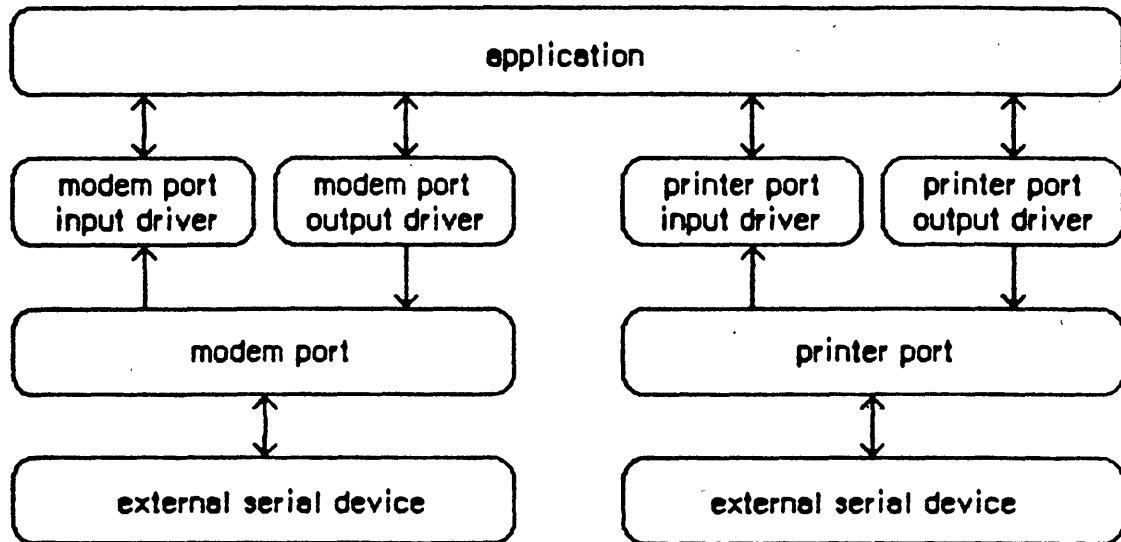 application
modem port
input driver
modem port
output driver
printer port
input driver
printer port
output driver
modem port
printer port
external serial device
external serial device